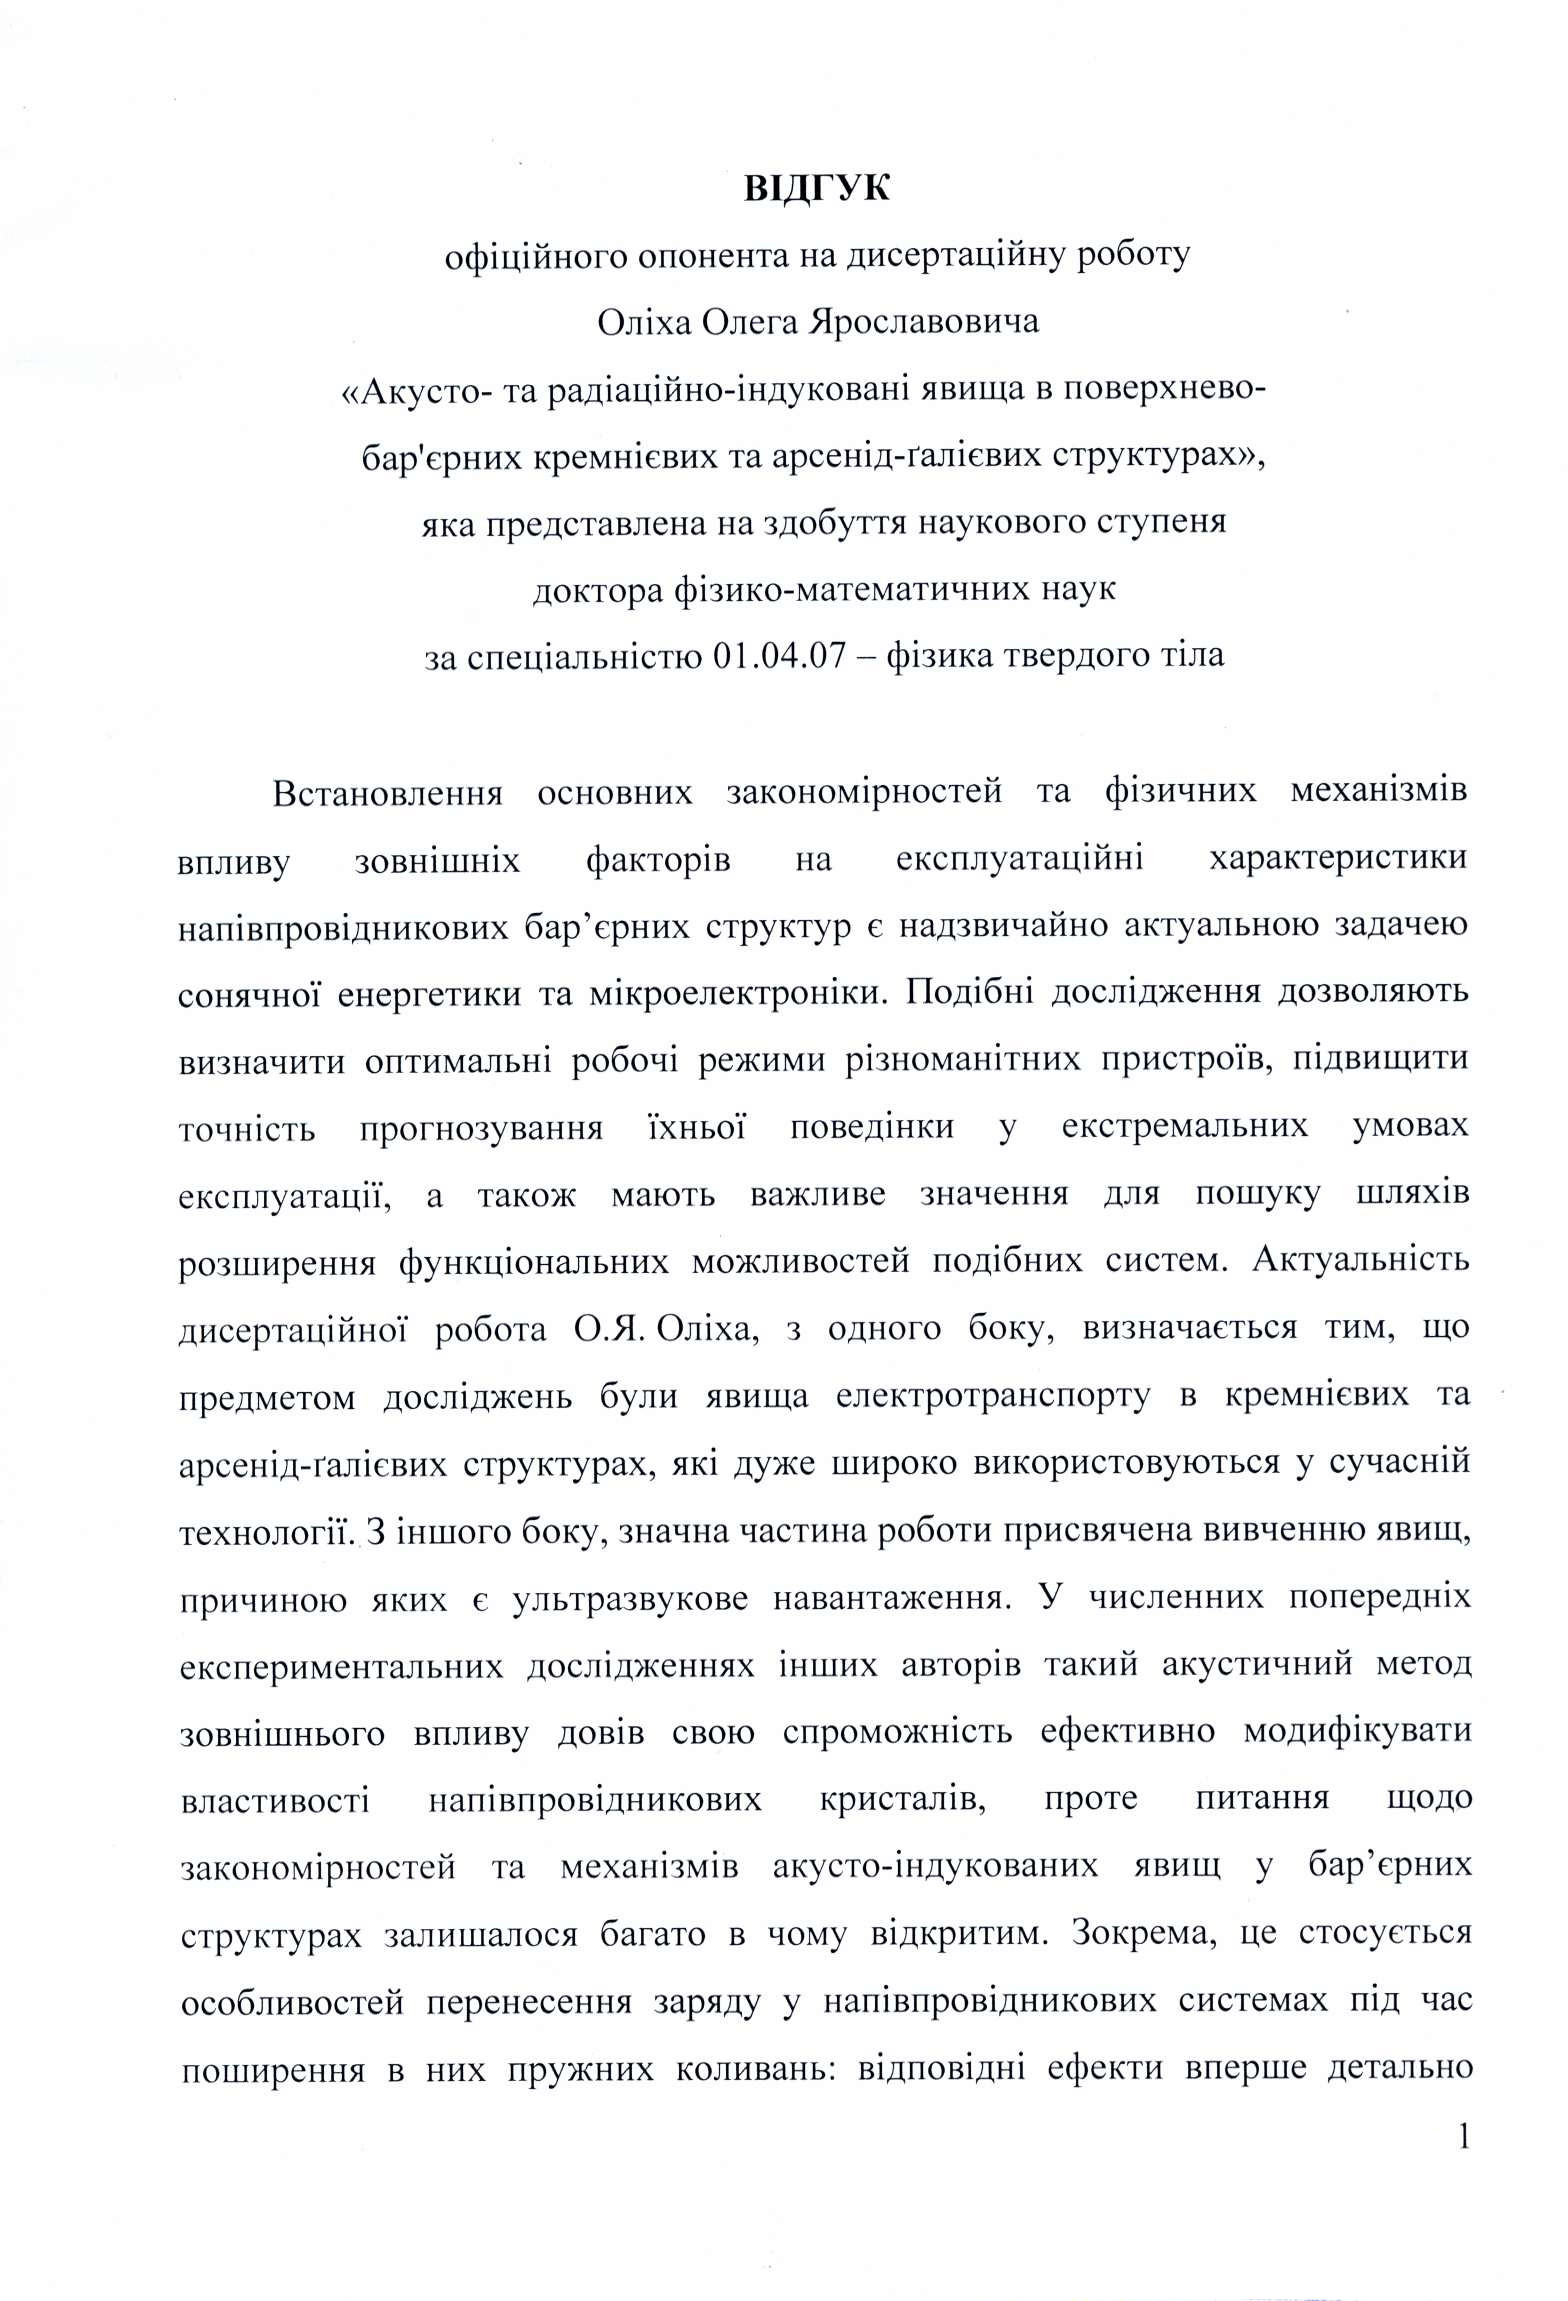 ВІДГУК
офіційного опонента на дисертаційну роботу
Оліха Олега Ярославовича
«Акусто- та радіаційно-індуковані явища в поверхнево-
бар'єрних кремнієвих та арсенід-ґалієвих структурах»,
яка представлена на здобуття наукового ступеня
доктора фізико-математичних наук
за спеціальністю 01.04.07 – фізика твердого тіла
Встановлення основних закономірностей та фізичних механізмів
впливу зовнішніх факторів на експлуатаційні характеристики
напівпровідникових бар’єрних структур є надзвичайно актуальною задачею
сонячної енергетики та мікроелектроніки. Подібні дослідження дозволяють
визначити оптимальні робочі режими різноманітних пристроїв, підвищити
точність прогнозування їхньої поведінки у екстремальних умовах
експлуатації, а також мають важливе значення для пошуку шляхів
розширення функціональних можливостей подібних систем. Актуальність
дисертаційної робота О.Я. Оліха, з одного боку, визначається тим, що
предметом досліджень були явища електротранспорту в кремнієвих та
арсенід-ґалієвих структурах, які дуже широко використовуються у сучасній
технології. З іншого боку, значна частина роботи присвячена вивченню явищ,
причиною яких є ультразвукове навантаження. У численних попередніх
експериментальних дослідженнях інших авторів такий акустичний метод
зовнішнього впливу довів свою спроможність ефективно модифікувати
властивості напівпровідникових кристалів, проте питання щодо
закономірностей та механізмів акусто-індукованих явищ у бар’єрних
структурах залишалося багато в чому відкритим. Зокрема, це стосується
особливостей перенесення заряду у напівпровідникових системах під час
поширення в них пружних коливань: відповідні ефекти вперше детально
1